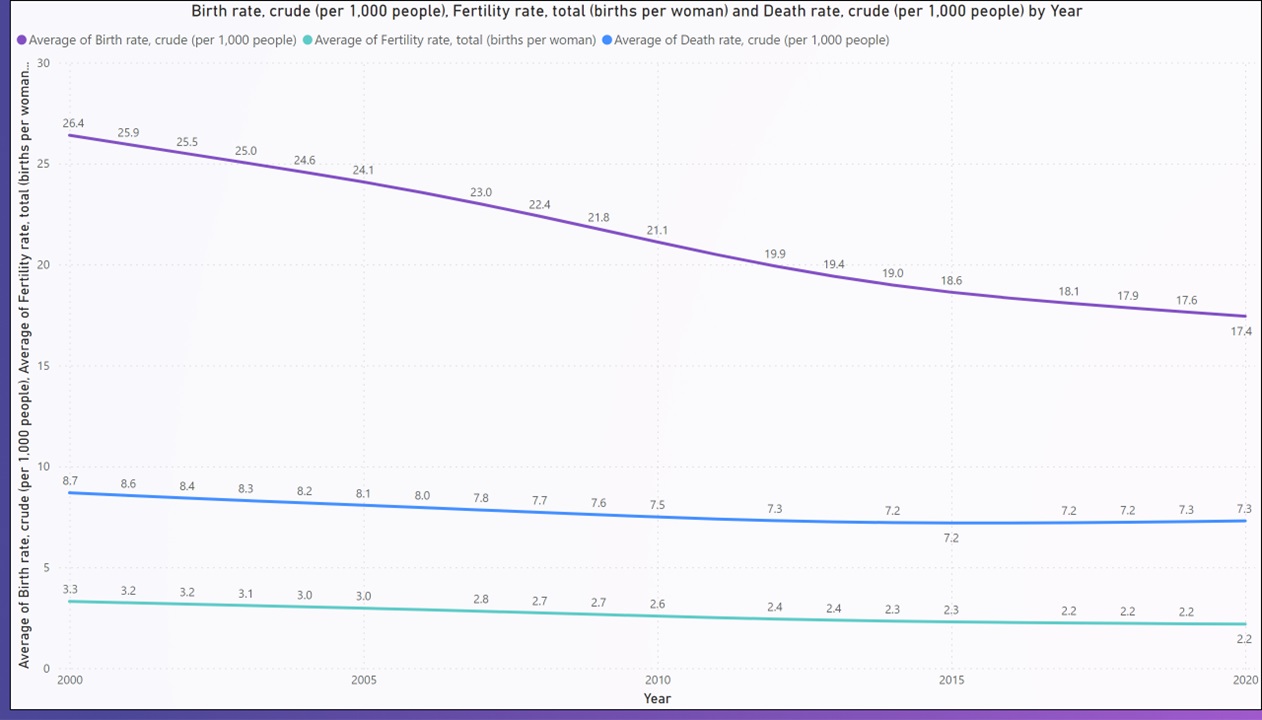 Birth rate, crude (per 1,000 people), Fertility rate, total (births per woman) and Death rate, crude (per 1,000 people) by Year
Average of Birth rate, crude (per 1,000 people) Average of Fertility rate, total (births per woman) Average of Death rate, crude (per 1,000 people)
Average of Birth rate, crude (per 1,000 people), Average of Fertility rate, total (births per woman...
30
25
20
15
10
5
0
26.4 25.9 25.5 25.0 24.6 24.1 23.0 22.4 21.8 21.1 19.9 19.4 19.0 18.6 18.1 17.9 17.6 17.4
8.7 8.6 8.4 8.3 8.2 8.1 8.0 7.8 7.7 7.6 7.5 7.3 7.2 7.2 7.2 7.2 7.3 7.3
3.3 3.2 3.2 3.1 3.0 3.0 2.8 2.7 2.7 2.6 2.4 2.4 2.3 2.3 2.2 2.2 2.2 2.2
2000 2005 2010 2015 2020
Year